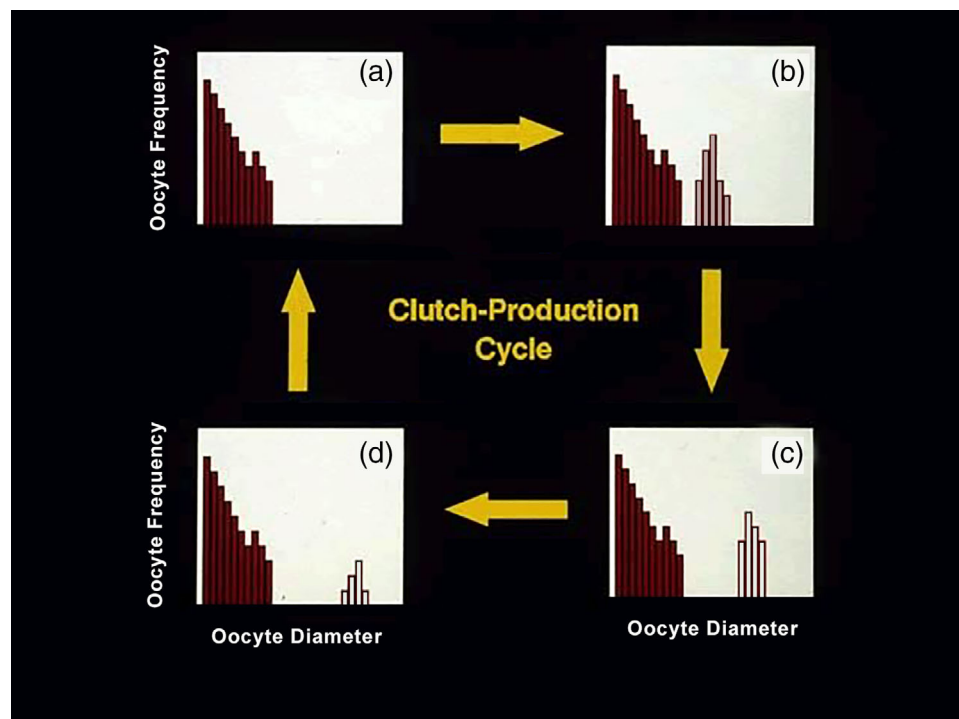 (a)
(b)
Oocyte Frequency
Clutch-Production
Cycle
(d)
(c)
Oocyte Frequency
Oocyte Diameter
Oocyte Diameter